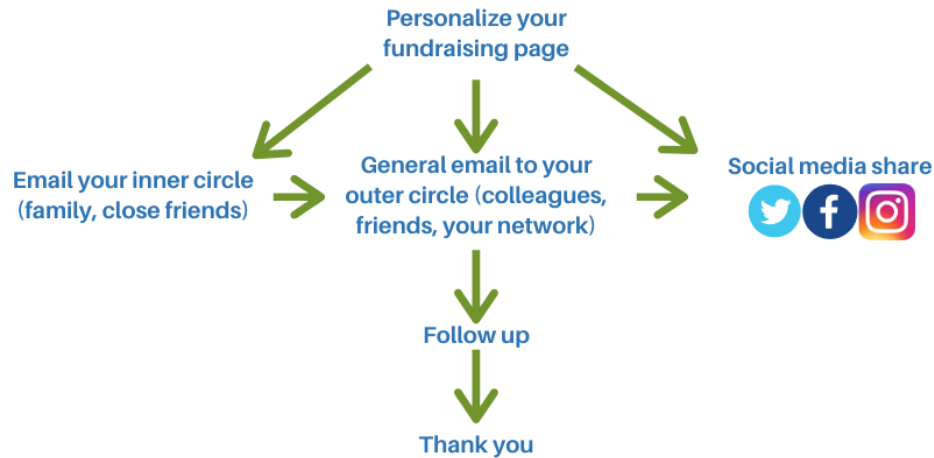 Personalize your
fundraising page
Email your inner circle
(family, close friends)
General email to your
outer circle (colleagues,
friends, your network)
Social media share
Follow up
Thank you